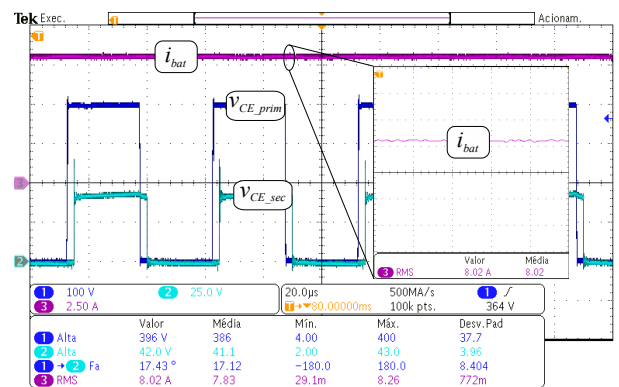 Tek Exec. T Acionam.
T
i_bat
v_CE_prim
T
i_bat
3
v_CE_sec
Valor Média
2
3 RMS 8.02 A 8.02
1 100 V 2 25.0 V 20.0µs 500MA/s 1
3 2.50 A T→▼80.00000ms 100k pts. 364 V
Valor Média Mín. Máx. Desv.Pad
1 Alta 396 V 386 4.00 400 37.7
2 Alta 42.0 V 41.1 2.00 43.0 3.96
1 → 2 Fa 17.43 ° 17.12 -180.0 180.0 8.404
3 RMS 8.02 A 7.83 29.1m 8.26 772m